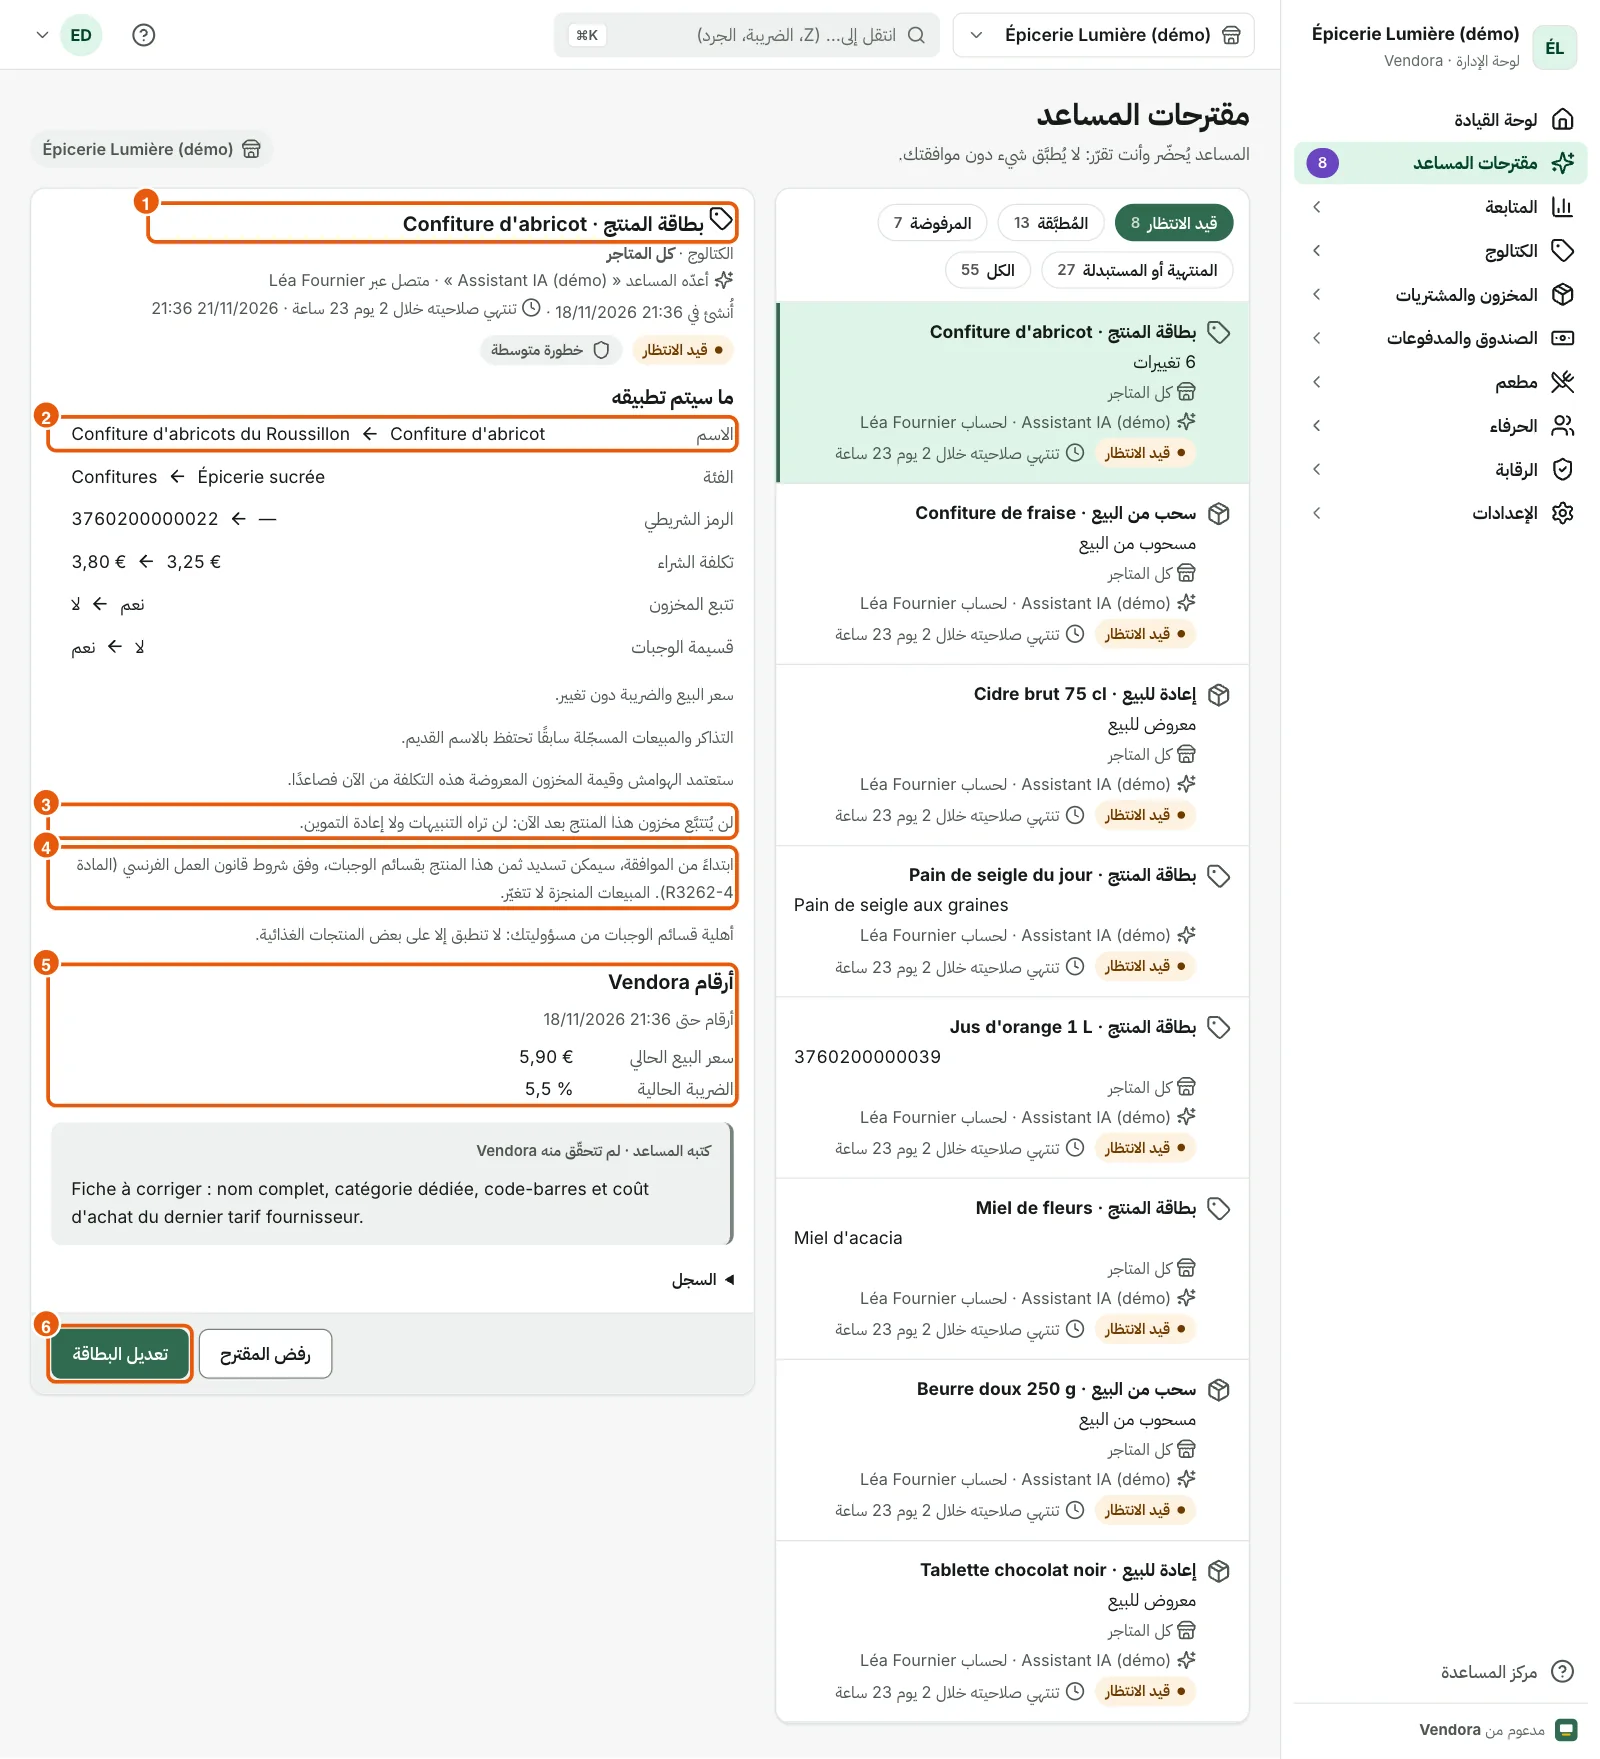 Épicerie Lumière (démo)
لوحة الإدارة · Vendora
ÉL
لوحة القيادة
مقترحات المساعد
8
المتابعة
الكتالوج
المخزون والمشتريات
الصندوق والمدفوعات
مطعم
الحرفاء
الرقابة
الإعدادات
مركز المساعدة
مدعوم من Vendora
Épicerie Lumière (démo)
انتقل إلى... (Z، الضريبة، الجرد)
⌘K
ED
مقترحات المساعد
المساعد يُحضّر وأنت تقرّر: لا يُطبَّق شيء دون موافقتك.
Épicerie Lumière (démo)
قيد الانتظار 8
المُطبَّقة 13
المرفوضة 7
المنتهية أو المستبدلة 27
الكل 55
بطاقة المنتج · Confiture d'abricot
6 تغييرات
كل المتاجر
Assistant IA (démo) · لحساب Léa Fournier
قيد الانتظار
تنتهي صلاحيته خلال 2 يوم 23 ساعة
سحب من البيع · Confiture de fraise
مسحوب من البيع
كل المتاجر
Assistant IA (démo) · لحساب Léa Fournier
قيد الانتظار
تنتهي صلاحيته خلال 2 يوم 23 ساعة
إعادة للبيع · Cidre brut 75 cl
معروض للبيع
كل المتاجر
Assistant IA (démo) · لحساب Léa Fournier
قيد الانتظار
تنتهي صلاحيته خلال 2 يوم 23 ساعة
بطاقة المنتج · Pain de seigle du jour
Pain de seigle aux graines
Assistant IA (démo) · لحساب Léa Fournier
قيد الانتظار
تنتهي صلاحيته خلال 2 يوم 23 ساعة
بطاقة المنتج · Jus d'orange 1 L
3760200000039
كل المتاجر
Assistant IA (démo) · لحساب Léa Fournier
قيد الانتظار
تنتهي صلاحيته خلال 2 يوم 23 ساعة
بطاقة المنتج · Miel de fleurs
Miel d'acacia
كل المتاجر
Assistant IA (démo) · لحساب Léa Fournier
قيد الانتظار
تنتهي صلاحيته خلال 2 يوم 23 ساعة
سحب من البيع · Beurre doux 250 g
مسحوب من البيع
كل المتاجر
Assistant IA (démo) · لحساب Léa Fournier
قيد الانتظار
تنتهي صلاحيته خلال 2 يوم 23 ساعة
إعادة للبيع · Tablette chocolat noir
معروض للبيع
كل المتاجر
Assistant IA (démo) · لحساب Léa Fournier
قيد الانتظار
تنتهي صلاحيته خلال 2 يوم 23 ساعة
1
بطاقة المنتج · Confiture d'abricot
الكتالوج · كل المتاجر
أعدّه المساعد « Assistant IA (démo) » · متصل عبر Léa Fournier
أُنشئ في 18/11/2026 21:36 · تنتهي صلاحيته خلال 2 يوم 23 ساعة · 21/11/2026 21:36
قيد الانتظار
خطورة متوسطة
ما سيتم تطبيقه
2
الاسم Confiture d'abricot ← Confiture d'abricots du Roussillon
الفئة Épicerie sucrée ← Confitures
الرمز الشريطي — ← 3760200000022
تكلفة الشراء 3,25 € ← 3,80 €
تتبع المخزون نعم ← لا
قسيمة الوجبات لا ← نعم
سعر البيع والضريبة دون تغيير.
التذاكر والمبيعات المسجّلة سابقًا تحتفظ بالاسم القديم.
ستعتمد الهوامش وقيمة المخزون المعروضة هذه التكلفة من الآن فصاعدًا.
3
لن يُتتبَّع مخزون هذا المنتج بعد الآن: لن تراه التنبيهات ولا إعادة التموين.
4
ابتداءً من الموافقة، سيمكن تسديد ثمن هذا المنتج بقسائم الوجبات، وفق شروط قانون العمل الفرنسي (المادة
R3262-4). المبيعات المنجزة لا تتغيّر.
أهلية قسائم الوجبات من مسؤوليتك: لا تنطبق إلا على بعض المنتجات الغذائية.
5
أرقام Vendora
أرقام حتى 18/11/2026 21:36
سعر البيع الحالي 5,90 €
الضريبة الحالية 5,5 %
كتبه المساعد · لم تتحقّق منه Vendora
Fiche à corriger : nom complet, catégorie dédiée, code-barres et coût
d'achat du dernier tarif fournisseur.
السجل
رفض المقترح
6
تعديل البطاقة